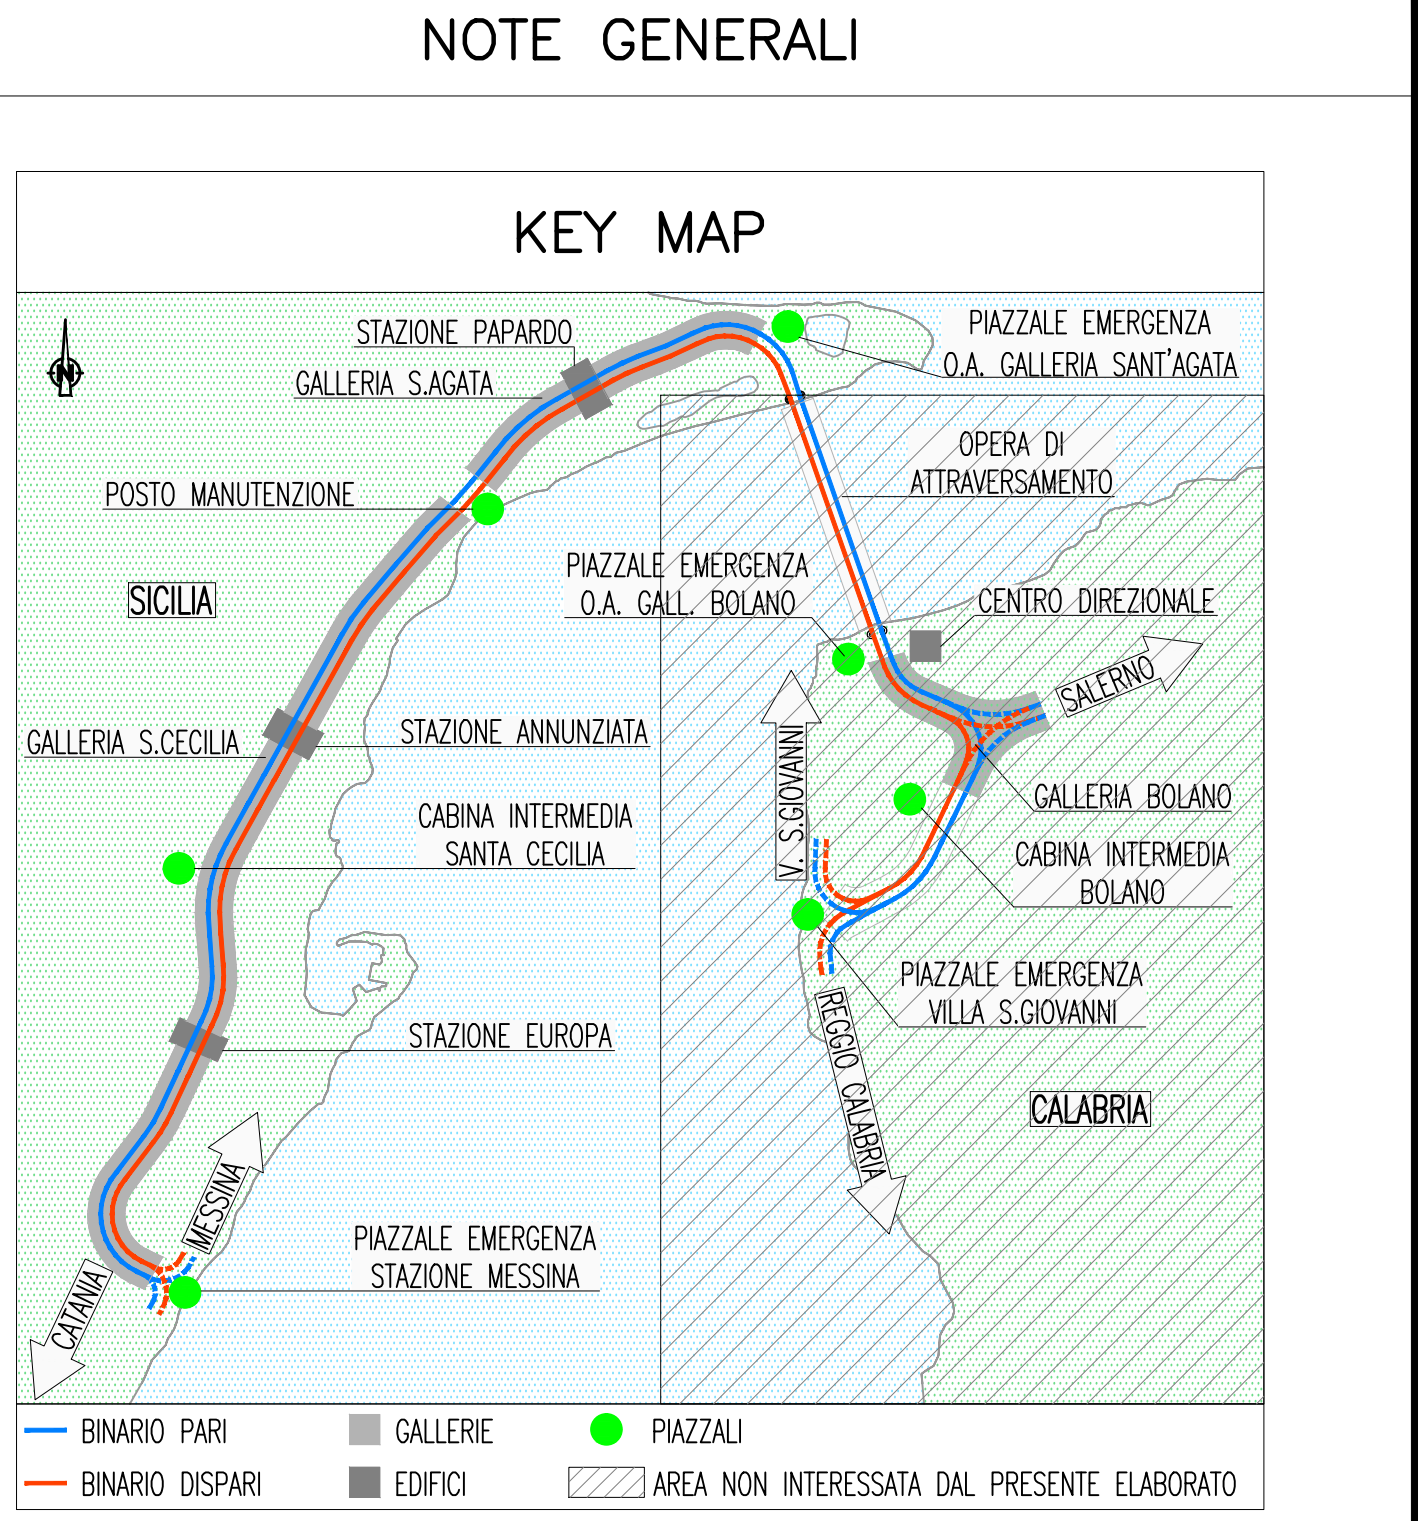 NOTE GENERALI
KEY MAP
STAZIONE PAPARDO
GALLERIA S.AGATA
POSTO MANUTENZIONE
SICILIA
GALLERIA S.CECILIA
STAZIONE ANNUNZIATA
CABINA INTERMEDIA
SANTA CECILIA
STAZIONE EUROPA
MESSINA
CATANIA
PIAZZALE EMERGENZA
STAZIONE MESSINA
PIAZZALE EMERGENZA
O.A. GALLERIA SANT'AGATA
OPERA DI
ATTRAVERSAMENTO
PIAZZALE EMERGENZA
O.A. GALL. BOLANO
CENTRO DIREZIONALE
SALERNO
V. S.GIOVANNI
GALLERIA BOLANO
CABINA INTERMEDIA
BOLANO
PIAZZALE EMERGENZA
VILLA S.GIOVANNI
REGGIO CALABRIA
CALABRIA
N
BINARIO PARI
GALLERIE
PIAZZALI
BINARIO DISPARI
EDIFICI
AREA NON INTERESSATA DAL PRESENTE ELABORATO